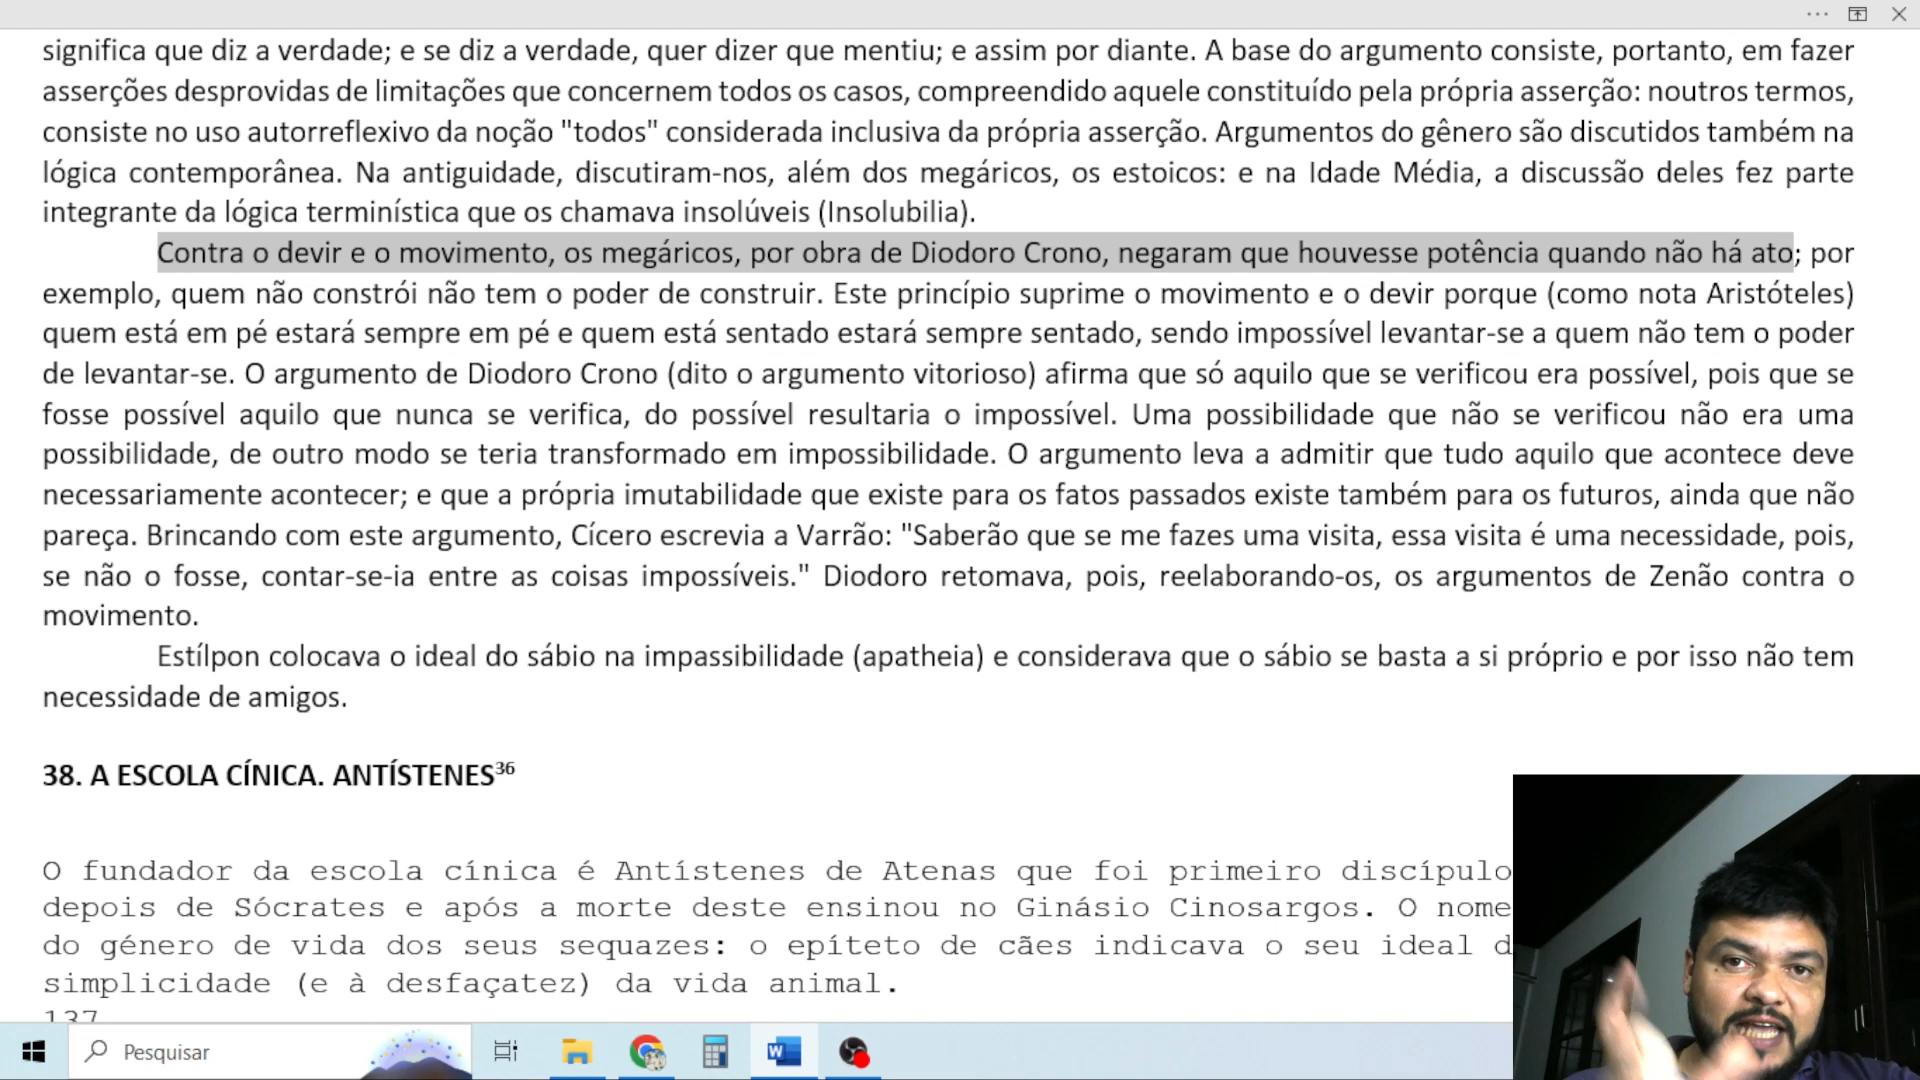 significa que diz a verdade; e se diz a verdade, quer dizer que mentiu; e assim por diante. A base do argumento consiste, portanto, em fazer
asserções desprovidas de limitações que concernem todos os casos, compreendido aquele constituído pela própria asserção: noutros termos,
consiste no uso autorreflexivo da noção "todos" considerada inclusiva da própria asserção. Argumentos do gênero são discutidos também na
lógica contemporânea. Na antiguidade, discutiram-nos, além dos megáricos, os estoicos: e na Idade Média, a discussão deles fez parte
integrante da lógica terminística que os chamava insolúveis (Insolubilia).
Contra o devir e o movimento, os megáricos, por obra de Diodoro Crono, negaram que houvesse potência quando não há ato; por
exemplo, quem não constrói não tem o poder de construir. Este princípio suprime o movimento e o devir porque (como nota Aristóteles)
quem está em pé estará sempre em pé e quem está sentado estará sempre sentado, sendo impossível levantar-se a quem não tem o poder
de levantar-se. O argumento de Diodoro Crono (dito o argumento vitorioso) afirma que só aquilo que se verificou era possível, pois que se
fosse possível aquilo que nunca se verifica, do possível resultaria o impossível. Uma possibilidade que não se verificou não era uma
possibilidade, de outro modo se teria transformado em impossibilidade. O argumento leva a admitir que tudo aquilo que acontece deve
necessariamente acontecer; e que a própria imutabilidade que existe para os fatos passados existe também para os futuros, ainda que não
pareça. Brincando com este argumento, Cícero escrevia a Varrão: "Saberão que se me fazes uma visita, essa visita é uma necessidade, pois,
se não o fosse, contar-se-ia entre as coisas impossíveis." Diodoro retomava, pois, reelaborando-os, os argumentos de Zenão contra o
movimento.
Estílpon colocava o ideal do sábio na impassibilidade (apatheia) e considerava que o sábio se basta a si próprio e por isso não tem
necessidade de amigos.
38. A ESCOLA CÍNICA. ANTÍSTENES³⁶
O fundador da escola cínica é Antístenes de Atenas que foi primeiro discípulo
depois de Sócrates e após a morte deste ensinou no Ginásio Cinosargos. O nome
do género de vida dos seus sequazes: o epíteto de cães indicava o seu ideal d
simplicidade (e à desfaçatez) da vida animal.
137
Pesquisar